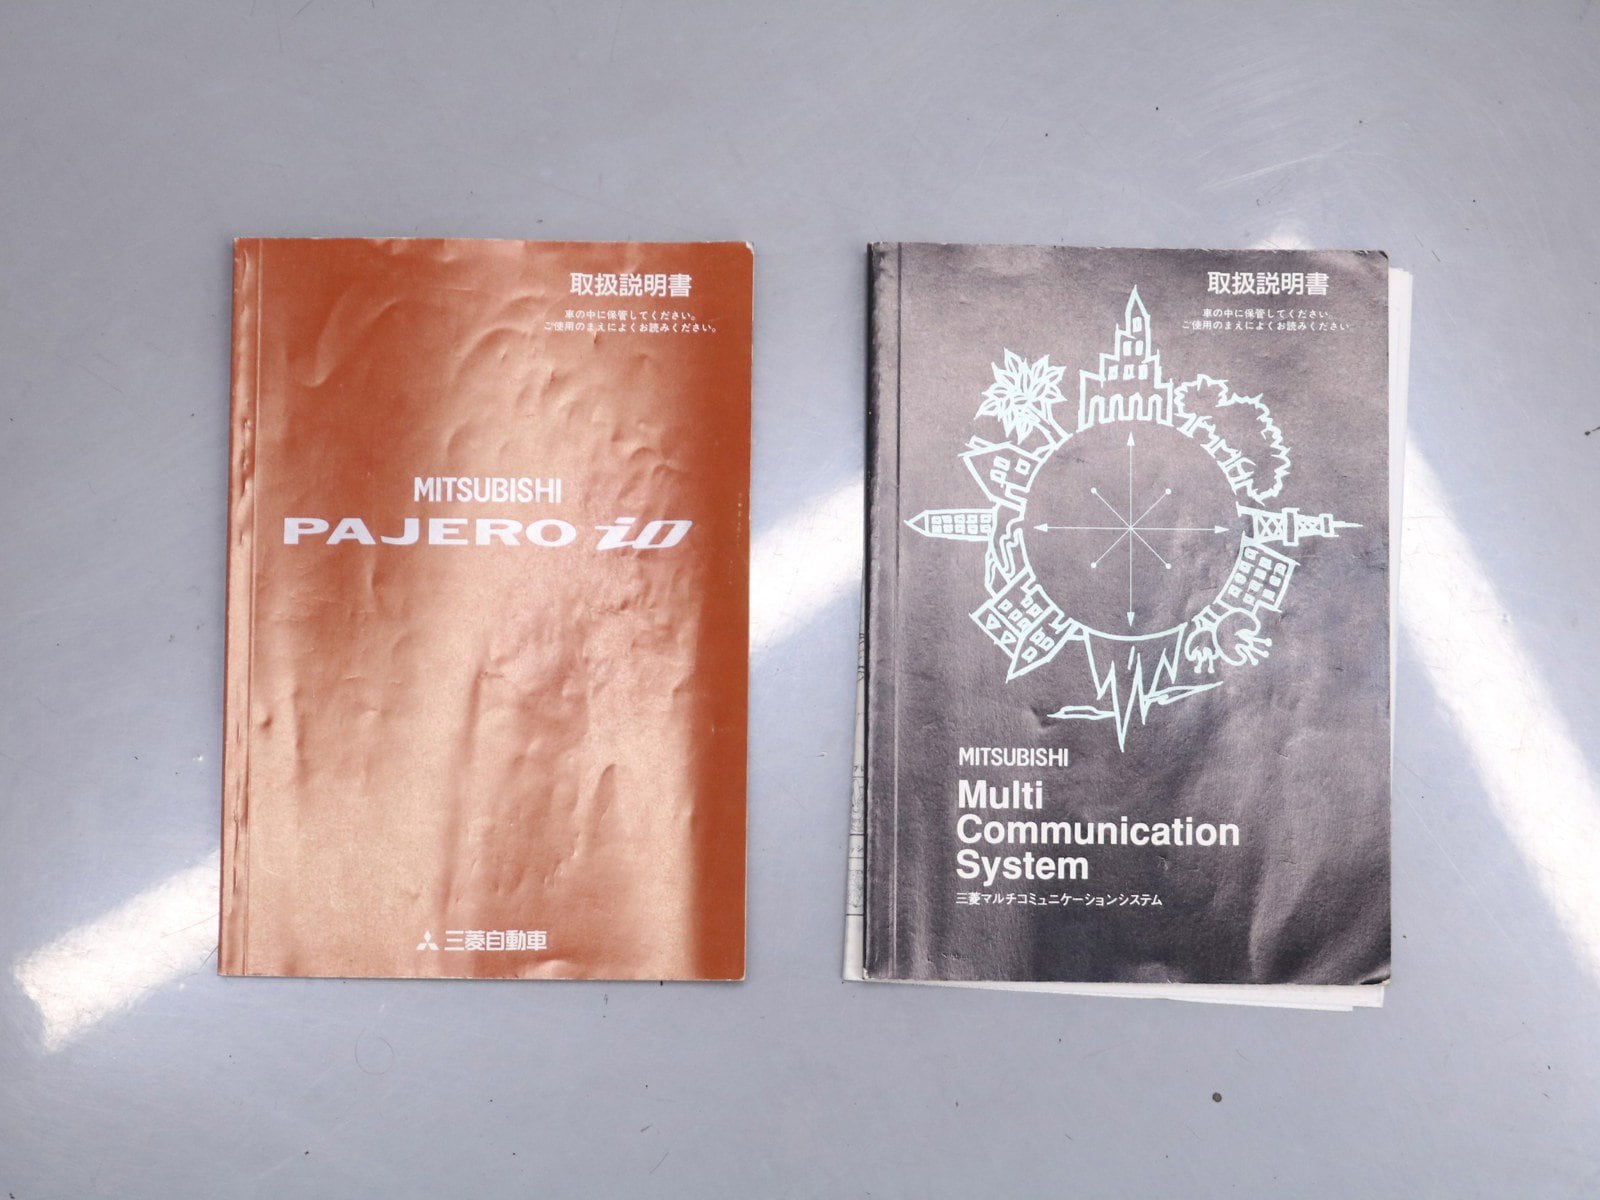 取扱説明書
車の中に保管してください。
ご使用のまえによくお読みください。
MITSUBISHI
PAJERO iO
三菱自動車
取扱説明書
車の中に保管してください。
ご使用のまえによくお読みください
MITSUBISHI
Multi
Communication
System
三菱マルチコミュニケーションシステム